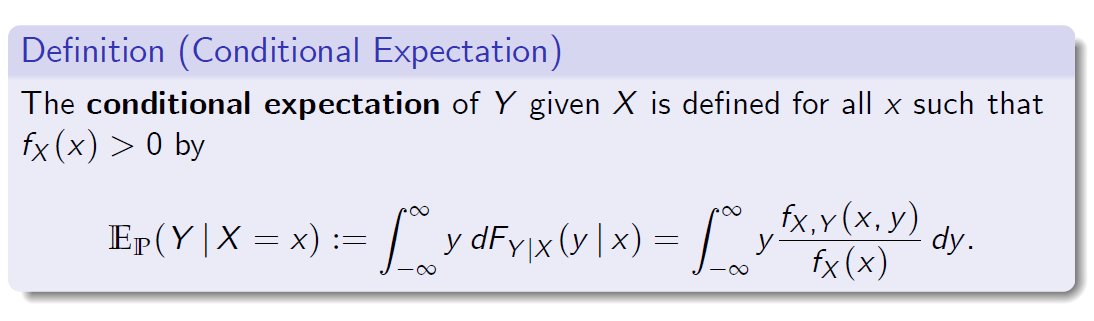 Definition (Conditional Expectation)
The conditional expectation of Y given X is defined for all x such that
f_X(x) > 0 by
𝔼_ℙ(Y | X = x) := ∫_{-∞}^{∞} y dF_{Y|X}(y | x) = ∫_{-∞}^{∞} y \frac{f_{X,Y}(x, y)}{f_X(x)} dy.